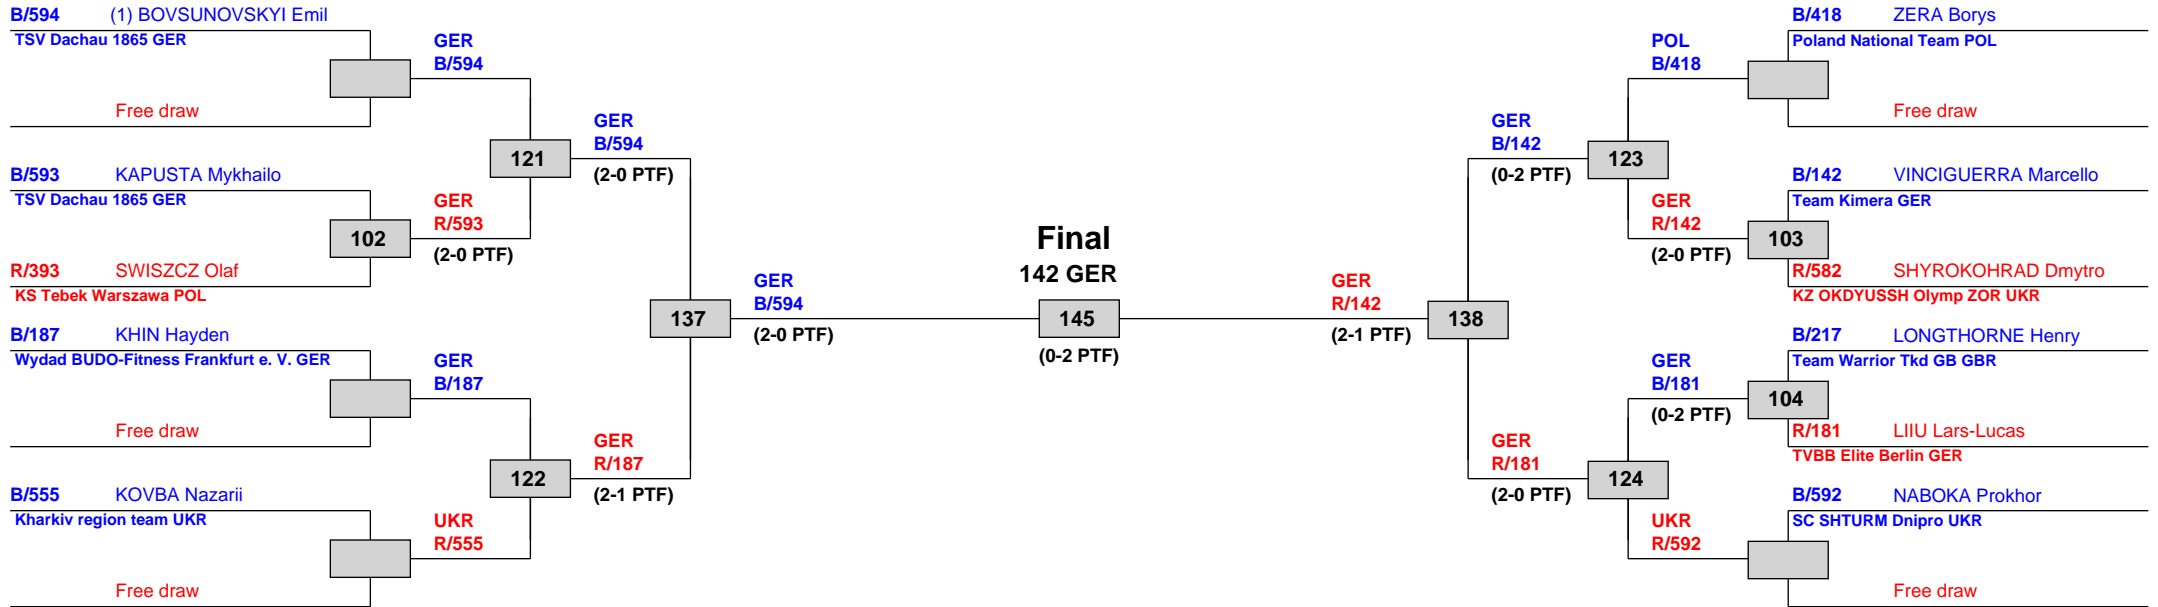 B/594 (1) BOVSUNOVSKYI Emil
TSV Dachau 1865 GER
Free draw
B/593 KAPUSTA Mykhailo
TSV Dachau 1865 GER
R/393 SWISZCZ Olaf
KS Tebek Warszawa POL
B/187 KHIN Hayden
Wydad BUDO-Fitness Frankfurt e. V. GER
Free draw
B/555 KOVBA Nazarii
Kharkiv region team UKR
Free draw
GER
B/594
102
GER
R/593
(2-0 PTF)
GER
B/187
UKR
R/555
121
GER
B/594
(2-0 PTF)
122
GER
R/187
(2-1 PTF)
137
GER
B/594
(2-0 PTF)
Final
142 GER
145
(0-2 PTF)
GER
R/142
(2-1 PTF)
138
GER
B/142
(0-2 PTF)
123
GER
R/181
(2-0 PTF)
124
POL
B/418
GER
R/142
(2-0 PTF)
103
GER
B/181
(0-2 PTF)
104
UKR
R/592
B/418 ZERA Borys
Poland National Team POL
Free draw
B/142 VINCIGUERRA Marcello
Team Kimera GER
R/582 SHYROKOHRAD Dmytro
KZ OKDYUSSH Olymp ZOR UKR
B/217 LONGTHORNE Henry
Team Warrior Tkd GB GBR
R/181 LIIU Lars-Lucas
TVBB Elite Berlin GER
B/592 NABOKA Prokhor
SC SHTURM Dnipro UKR
Free draw